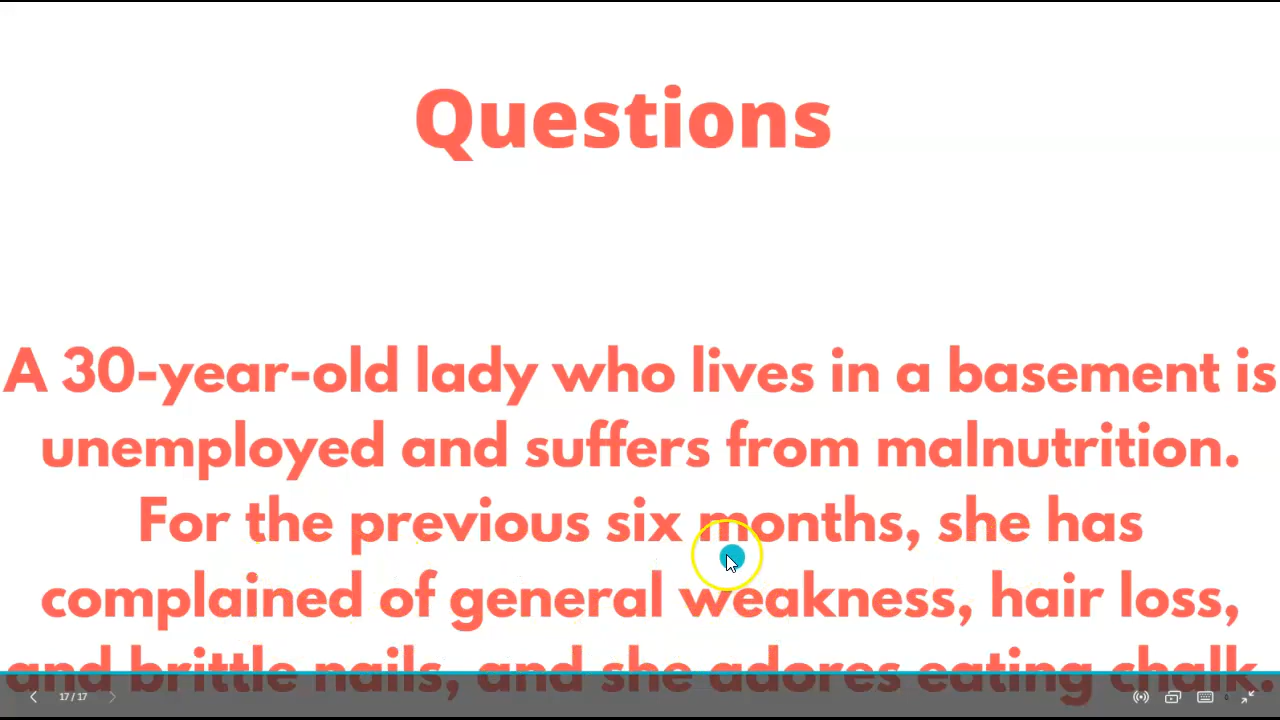 Questions
A 30-year-old lady who lives in a basement is
unemployed and suffers from malnutrition.
For the previous six months, she has
complained of general weakness, hair loss,
and brittle nails, and she adores eating chalk.
17 / 17